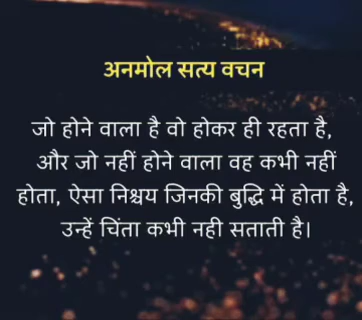 अनमोल सत्य वचन
जो होने वाला है वो होकर ही रहता है,
और जो नहीं होने वाला वह कभी नहीं
होता, ऐसा निश्चय जिनकी बुद्धि में होता है,
उन्हें चिंता कभी नही सताती है।